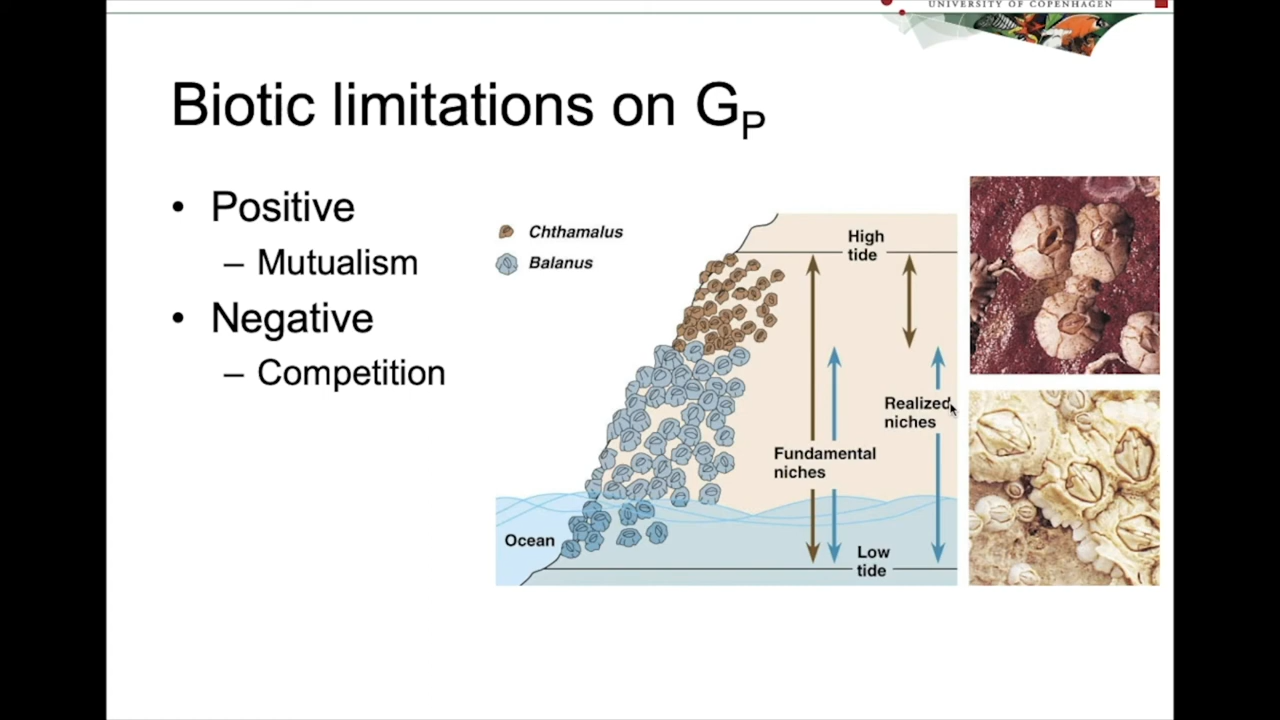 UNIVERSITY OF COPENHAGEN
Biotic limitations on GP
• Positive
– Mutualism
• Negative
– Competition
Chthamalus
Balanus
High
tide
Realized
niches
Fundamental
niches
Ocean
Low
tide